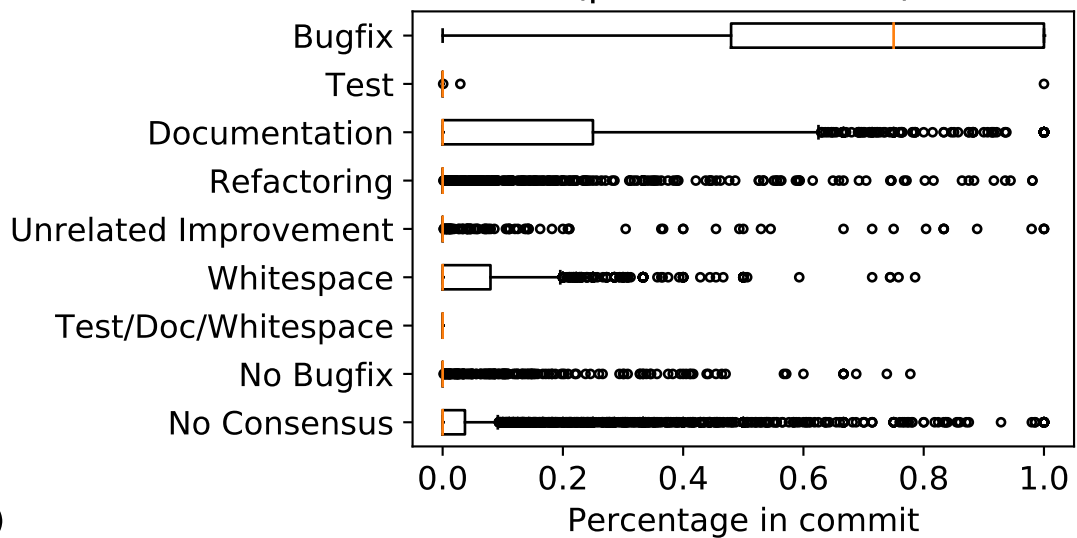 Bugfix
Test
Documentation
Refactoring
Unrelated Improvement
Whitespace
Test/Doc/Whitespace
No Bugfix
No Consensus
0.0 0.2 0.4 0.6 0.8 1.0
Percentage in commit
)